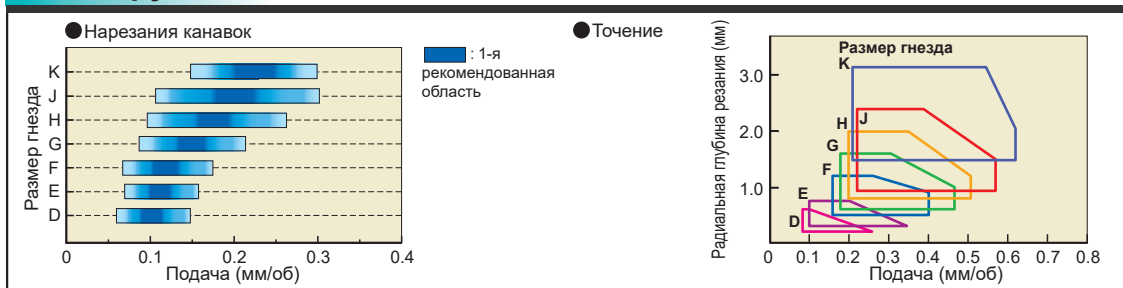 ●Нарезания канавок
K
J
H
G
F
E
D
Размер гнезда
0 0.1 0.2 0.3 0.4
Подача (мм/об)
: 1-я
рекомендованная
область
●Точение
Радиальная глубина резания (мм)
3.0
2.0
1.0
Размер гнезда
K
J
H
G
F
E
D
0 0.1 0.2 0.3 0.4 0.5 0.6 0.7 0.8
Подача (мм/об)